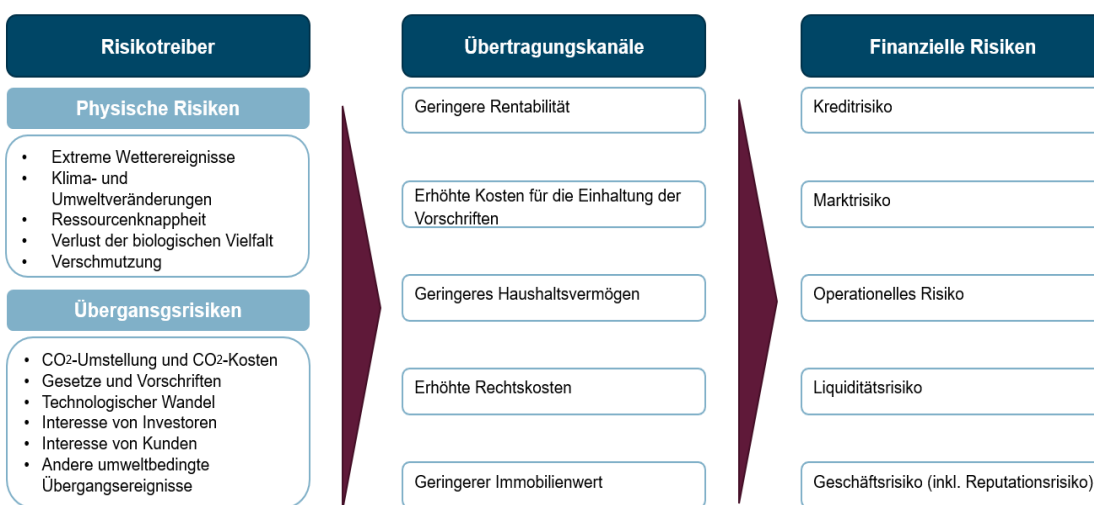 Risikotreiber
Physische Risiken
• Extreme Wetterereignisse
• Klima- und
Umweltveränderungen
• Ressourcenknappheit
• Verlust der biologischen Vielfalt
• Verschmutzung
Übergansgsrisiken
• CO2-Umstellung und CO2-Kosten
• Gesetze und Vorschriften
• Technologischer Wandel
• Interesse von Investoren
• Interesse von Kunden
• Andere umweltbedingte
Übergangsereignisse
Übertragungskanäle
Geringere Rentabilität
Erhöhte Kosten für die Einhaltung der
Vorschriften
Geringeres Haushaltsvermögen
Erhöhte Rechtskosten
Geringerer Immobilienwert
Finanzielle Risiken
Kreditrisiko
Marktrisiko
Operationelles Risiko
Liquiditätsrisiko
Geschäftsrisiko (inkl. Reputationsrisiko)